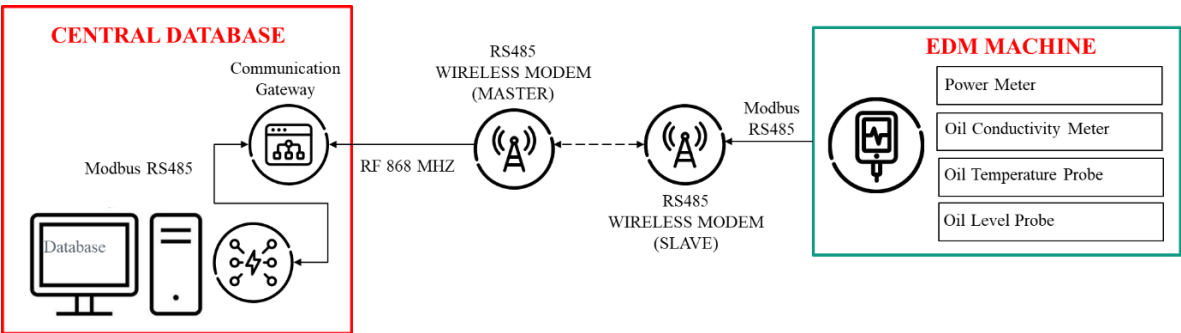 CENTRAL DATABASE
Communication
Gateway
Modbus RS485
Database
RF 868 MHZ
RS485
WIRELESS MODEM
(MASTER)
RS485
WIRELESS MODEM
(SLAVE)
Modbus
RS485
EDM MACHINE
Power Meter
Oil Conductivity Meter
Oil Temperature Probe
Oil Level Probe